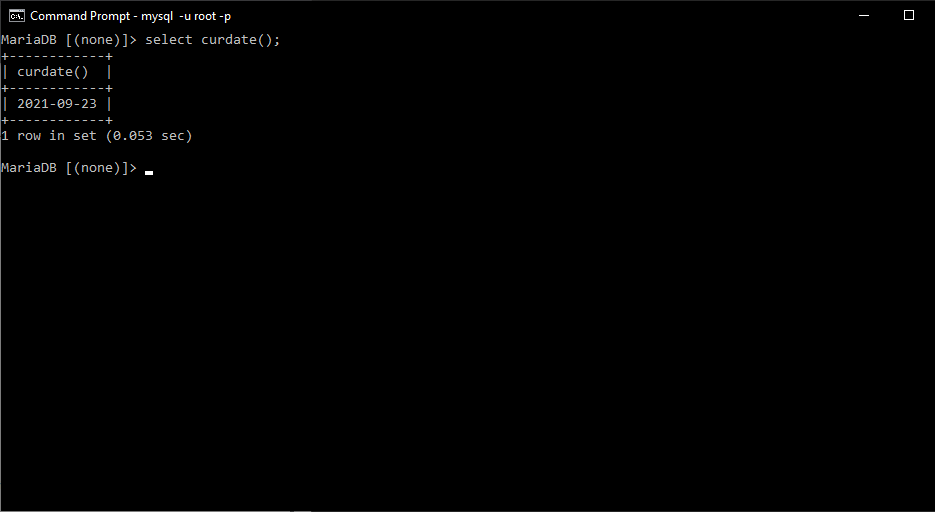 Command Prompt - mysql -u root -p
MariaDB [(none)]> select curdate();
+------------+
| curdate()  |
+------------+
| 2021-09-23 |
+------------+
1 row in set (0.053 sec)
MariaDB [(none)]>